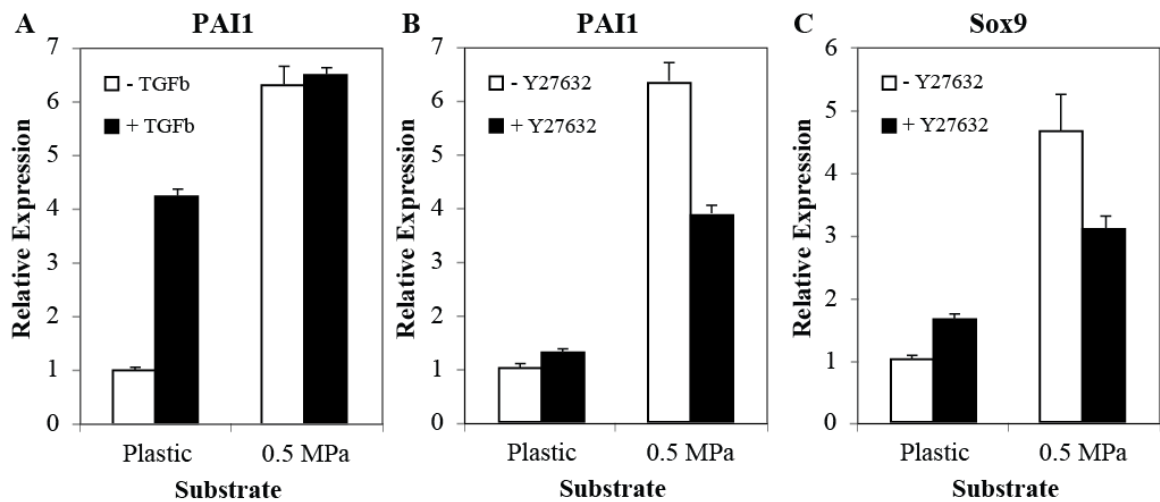 A
PAI1
Relative Expression
7
6
5
4
3
2
1
0
- TGFb
+ TGFb
Plastic
0.5 MPa
Substrate
B
PAI1
Relative Expression
7
6
5
4
3
2
1
0
- Y27632
+ Y27632
Plastic
0.5 MPa
Substrate
C
Sox9
Relative Expression
6
5
4
3
2
1
0
- Y27632
+ Y27632
Plastic
0.5 MPa
Substrate